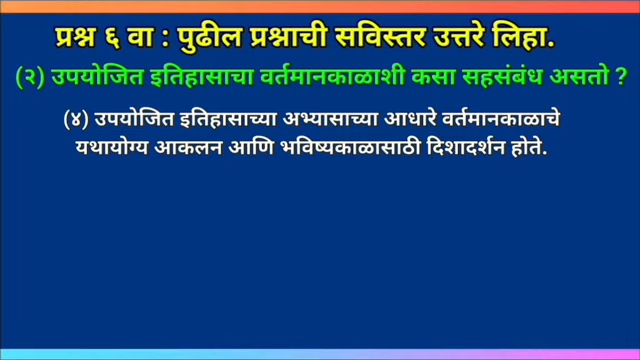 प्रश्न ६ वा : पुढील प्रश्नाची सविस्तर उत्तरे लिहा.
(२) उपयोजित इतिहासाचा वर्तमानकाळाशी कसा सहसंबंध असतो ?
(४) उपयोजित इतिहासाच्या अभ्यासाच्या आधारे वर्तमानकाळाचे
यथायोग्य आकलन आणि भविष्यकाळासाठी दिशादर्शन होते.